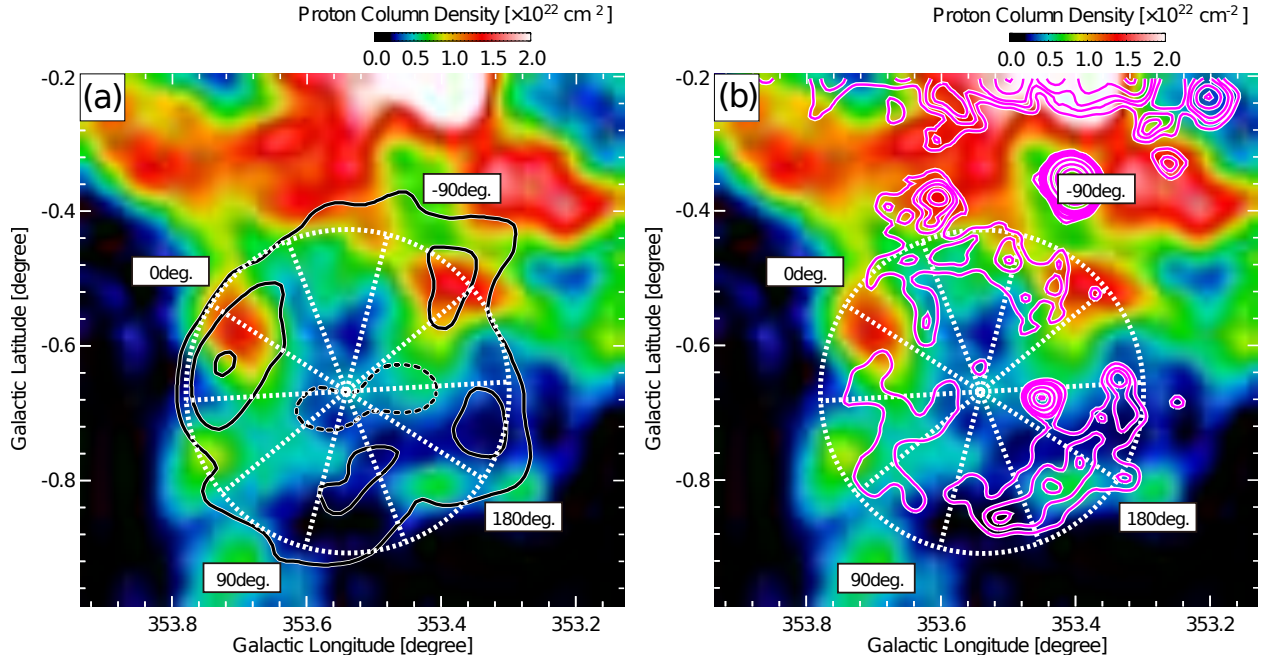 Proton Column Density [×10²² cm ²]
0.0 0.5 1.0 1.5 2.0
(a)
-0.2
-0.4
-0.6
-0.8
Galactic Latitude [degree]
-90deg.
0deg.
180deg.
90deg.
353.8 353.6 353.4 353.2
Galactic Longitude [degree]
Proton Column Density [×10²² cm⁻²]
0.0 0.5 1.0 1.5 2.0
(b)
-0.2
-0.4
-0.6
-0.8
Galactic Latitude [degree]
-90deg.
0deg.
180deg.
90deg.
353.8 353.6 353.4 353.2
Galactic Longitude [degree]